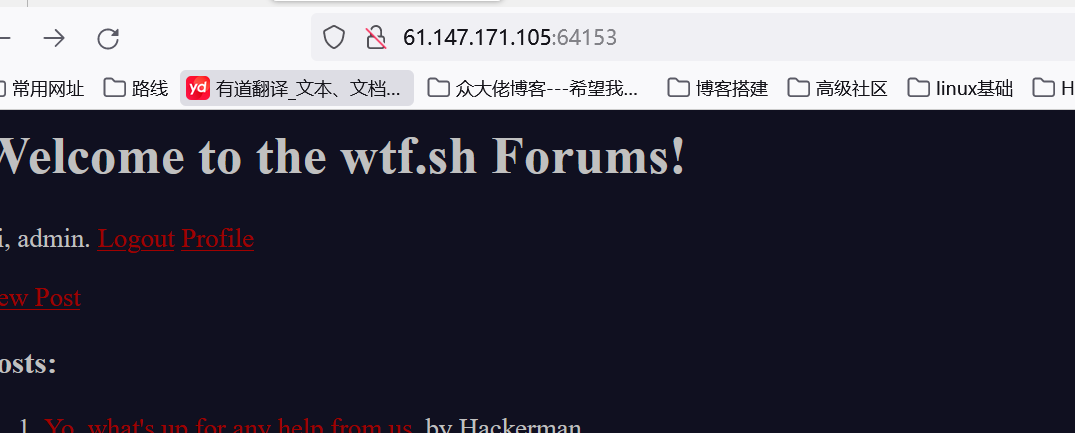 61.147.171.105:64153
常用网址 路线 yd 有道翻译_文本、文档... 众大佬博客---希望我... 博客搭建 高级社区 linux基础 H
Welcome to the wtf.sh Forums!
i, admin. Logout Profile
ew Post
osts:
1. Yo, what's up for any help from us. by Hackerman